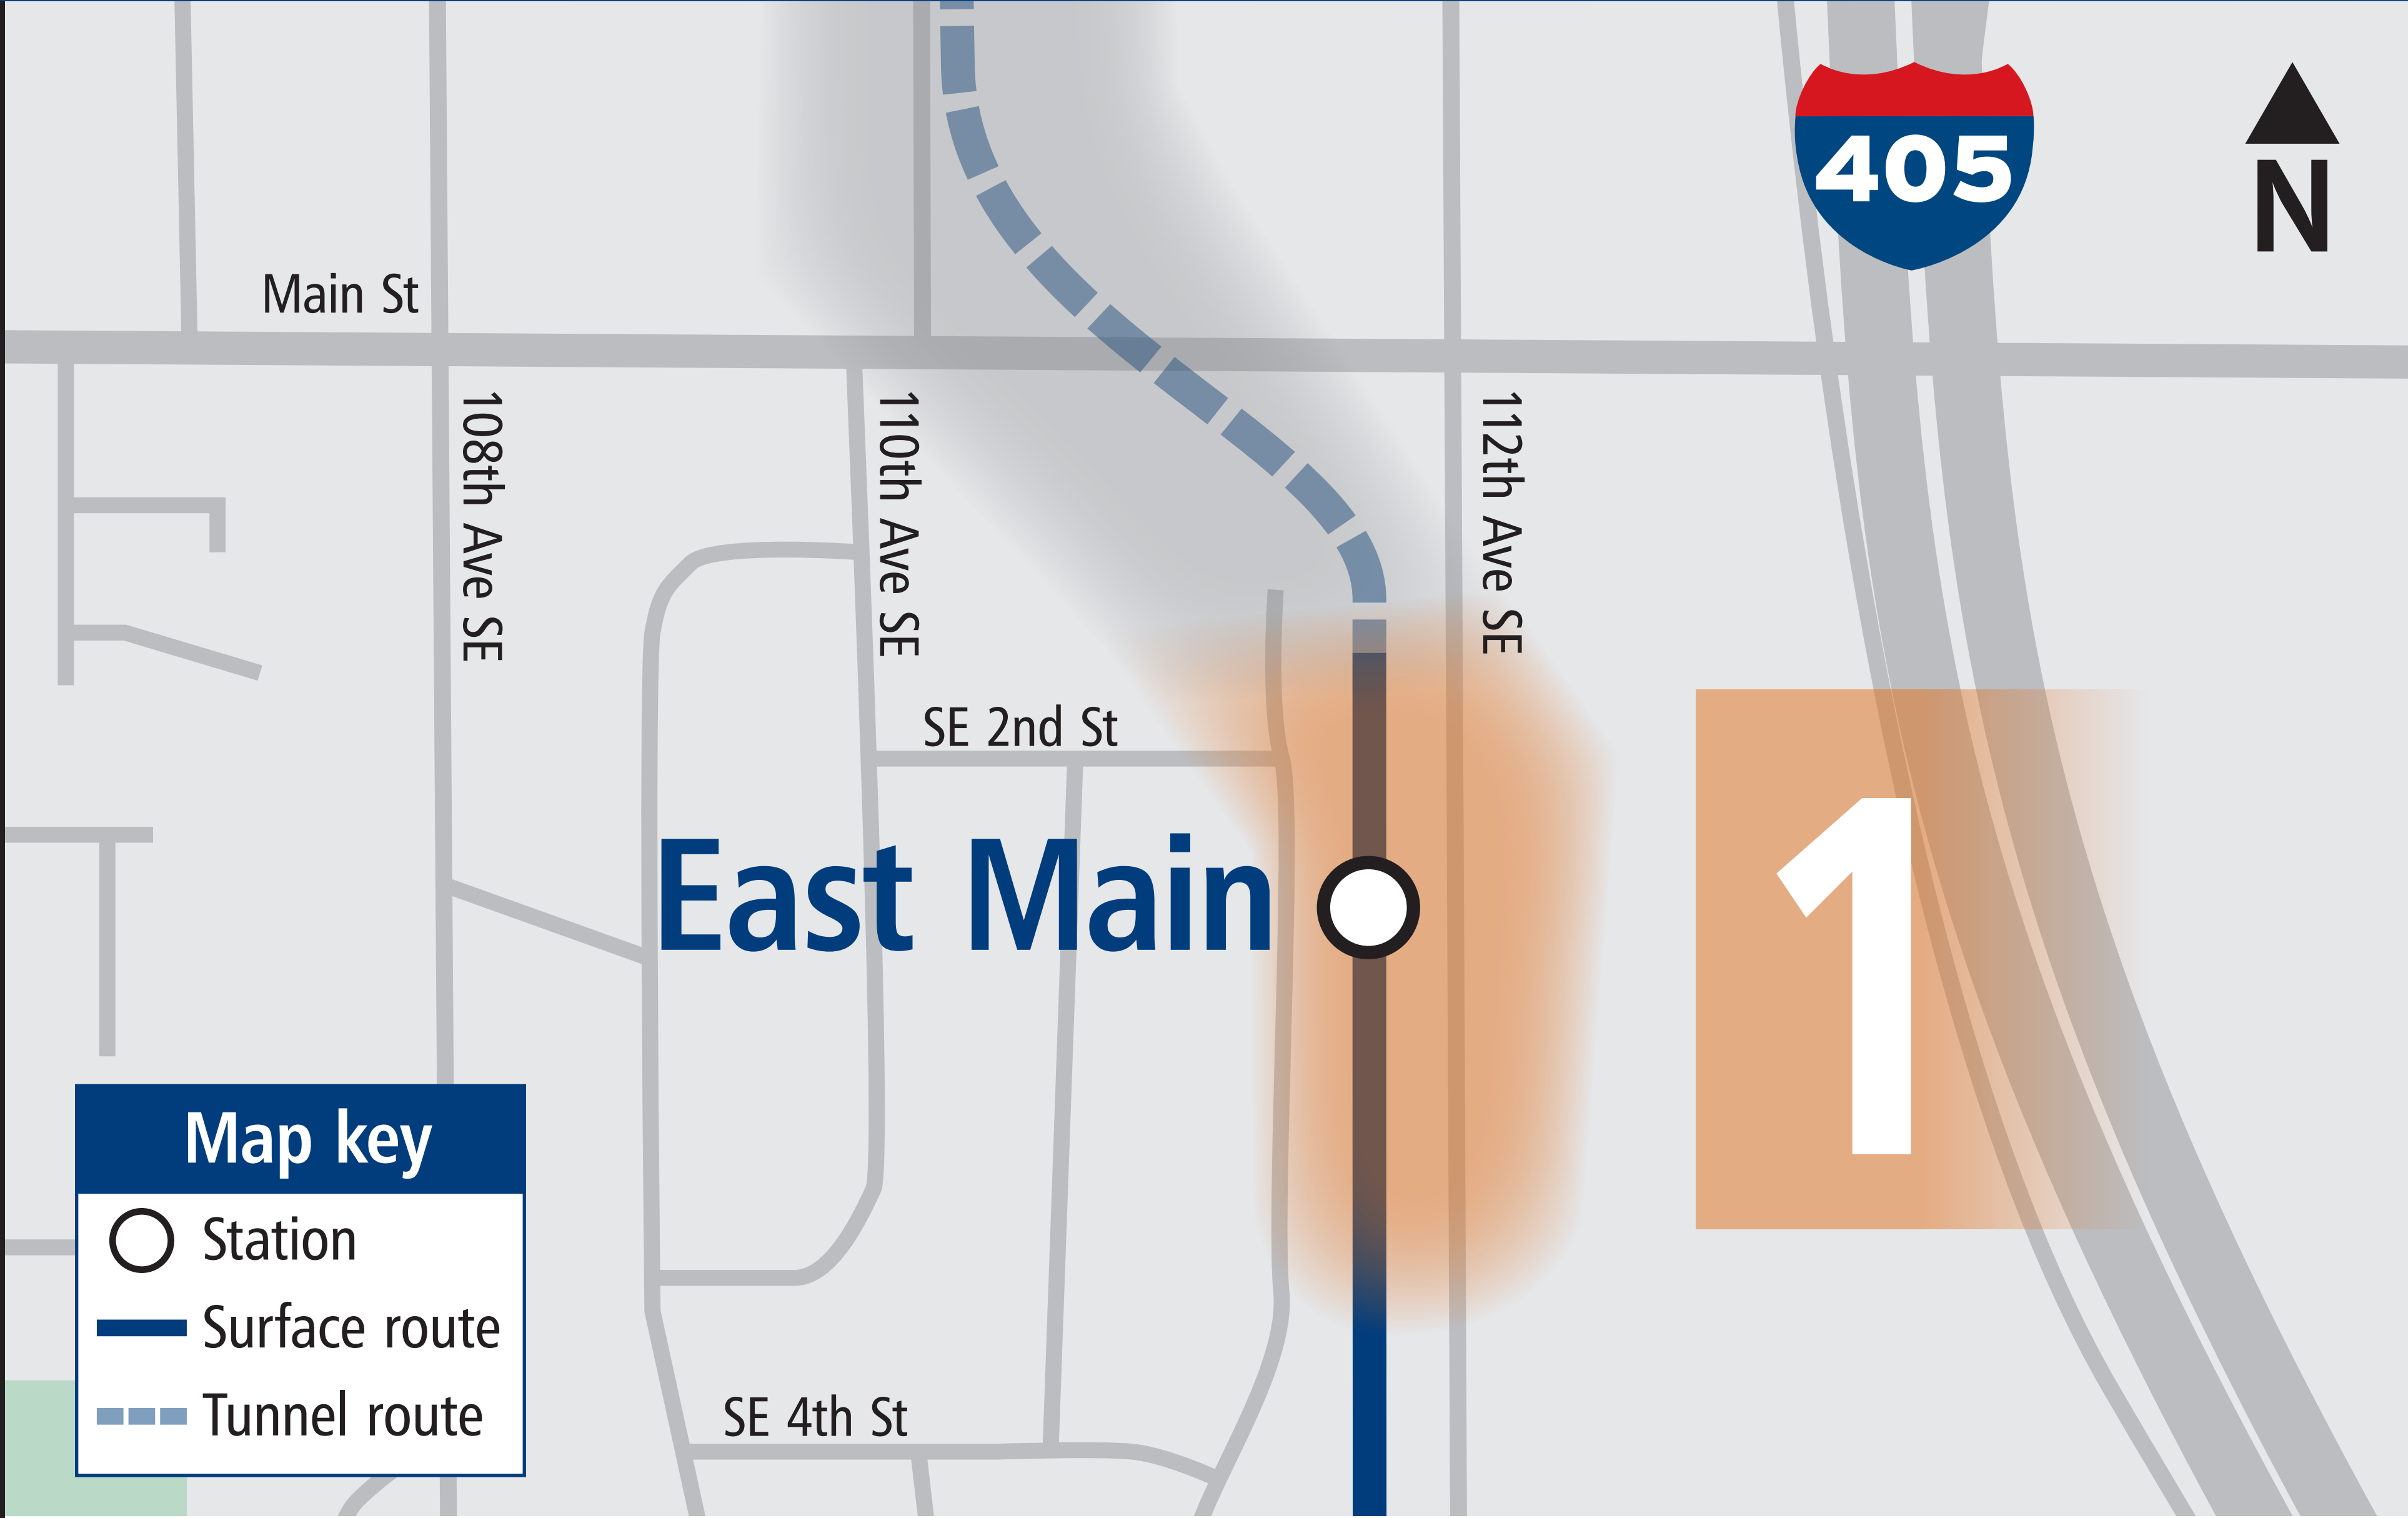 405
N
Main St
108th Ave SE
110th Ave SE
112th Ave SE
SE 2nd St
East Main
1
Map key
Station
Surface route
Tunnel route
SE 4th St